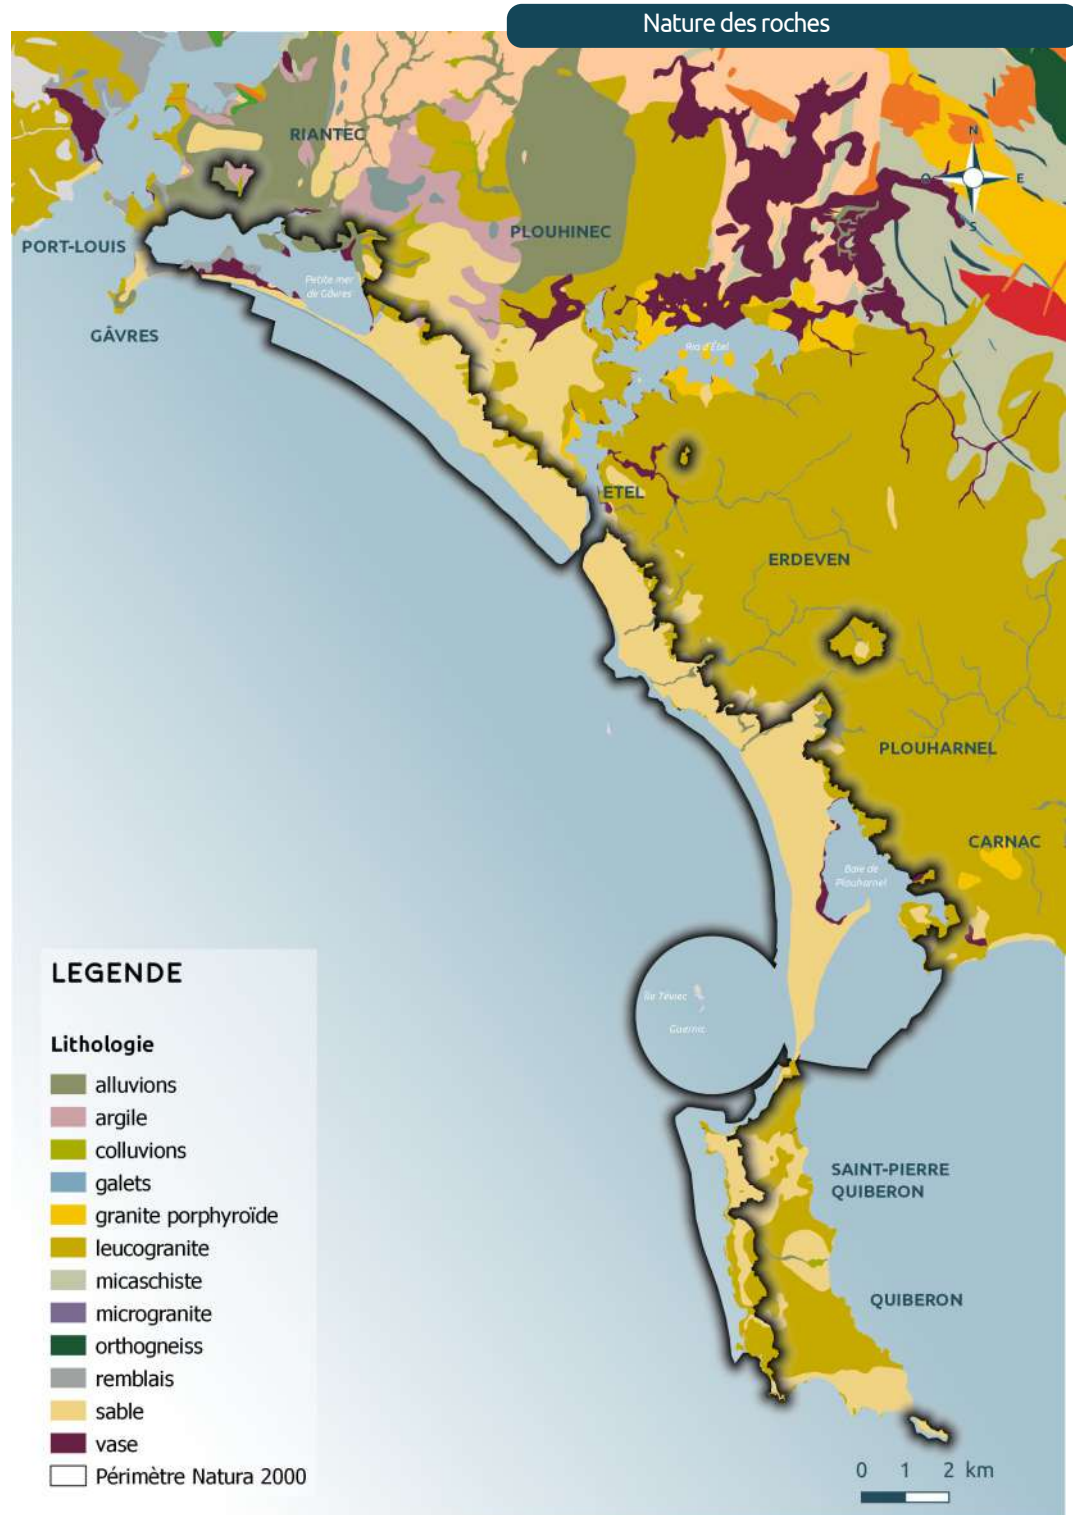 Nature des roches
RIANTEC
N
O
E
S
PORT-LOUIS
PLOUHINEC
Petite mer
de Gâvres
GÂVRES
Ria d'Étel
ETEL
ERDEVEN
PLOUHARNEL
CARNAC
Baie de
Plouharnel
Île Téviec
Guernic
SAINT-PIERRE
QUIBERON
QUIBERON
LEGENDE
Lithologie
alluvions
argile
colluvions
galets
granite porphyroïde
leucogranite
micaschiste
microgranite
orthogneiss
remblais
sable
vase
Périmètre Natura 2000
0 1 2 km